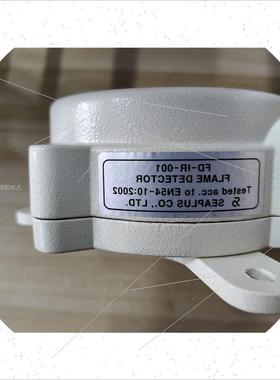 FD-IR-001
FLAME DETECTOR
Tested acc. to EN54-10:2002
SEAPLUS CO., LTD.